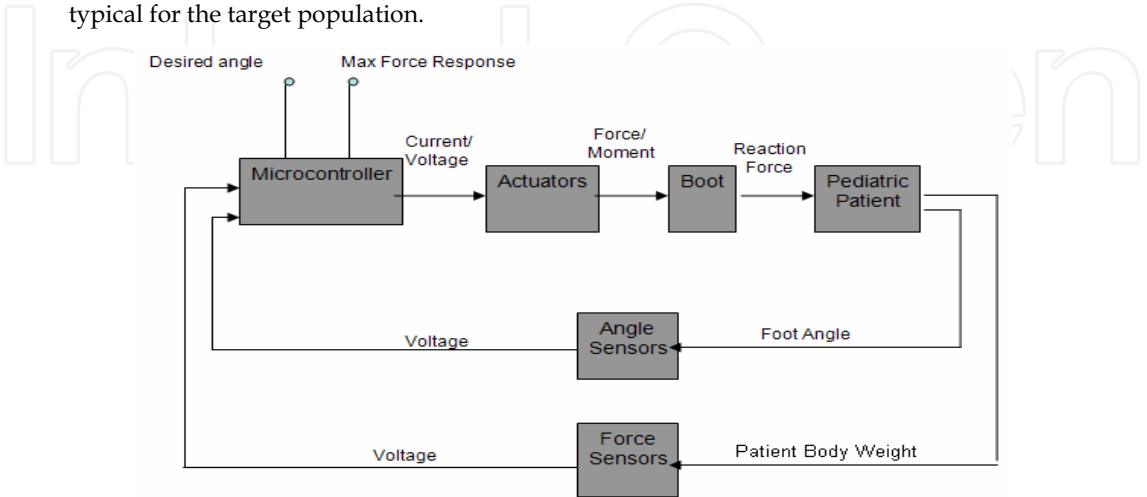 typical for the target population.
Desired angle
Max Force Response
Microcontroller
Current/
Voltage
Actuators
Force/
Moment
Boot
Reaction
Force
Pediatric
Patient
Angle
Sensors
Voltage
Foot Angle
Force
Sensors
Voltage
Patient Body Weight